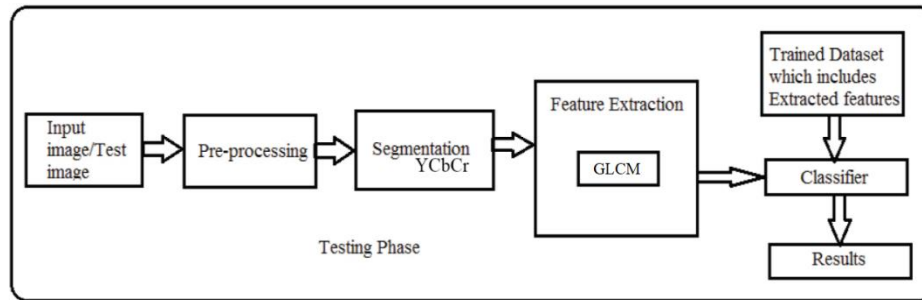 Input
image/Test
image
Pre-processing
Segmentation
YCbCr
Feature Extraction
GLCM
Trained Dataset
which includes
Extracted features
Classifier
Results
Testing Phase